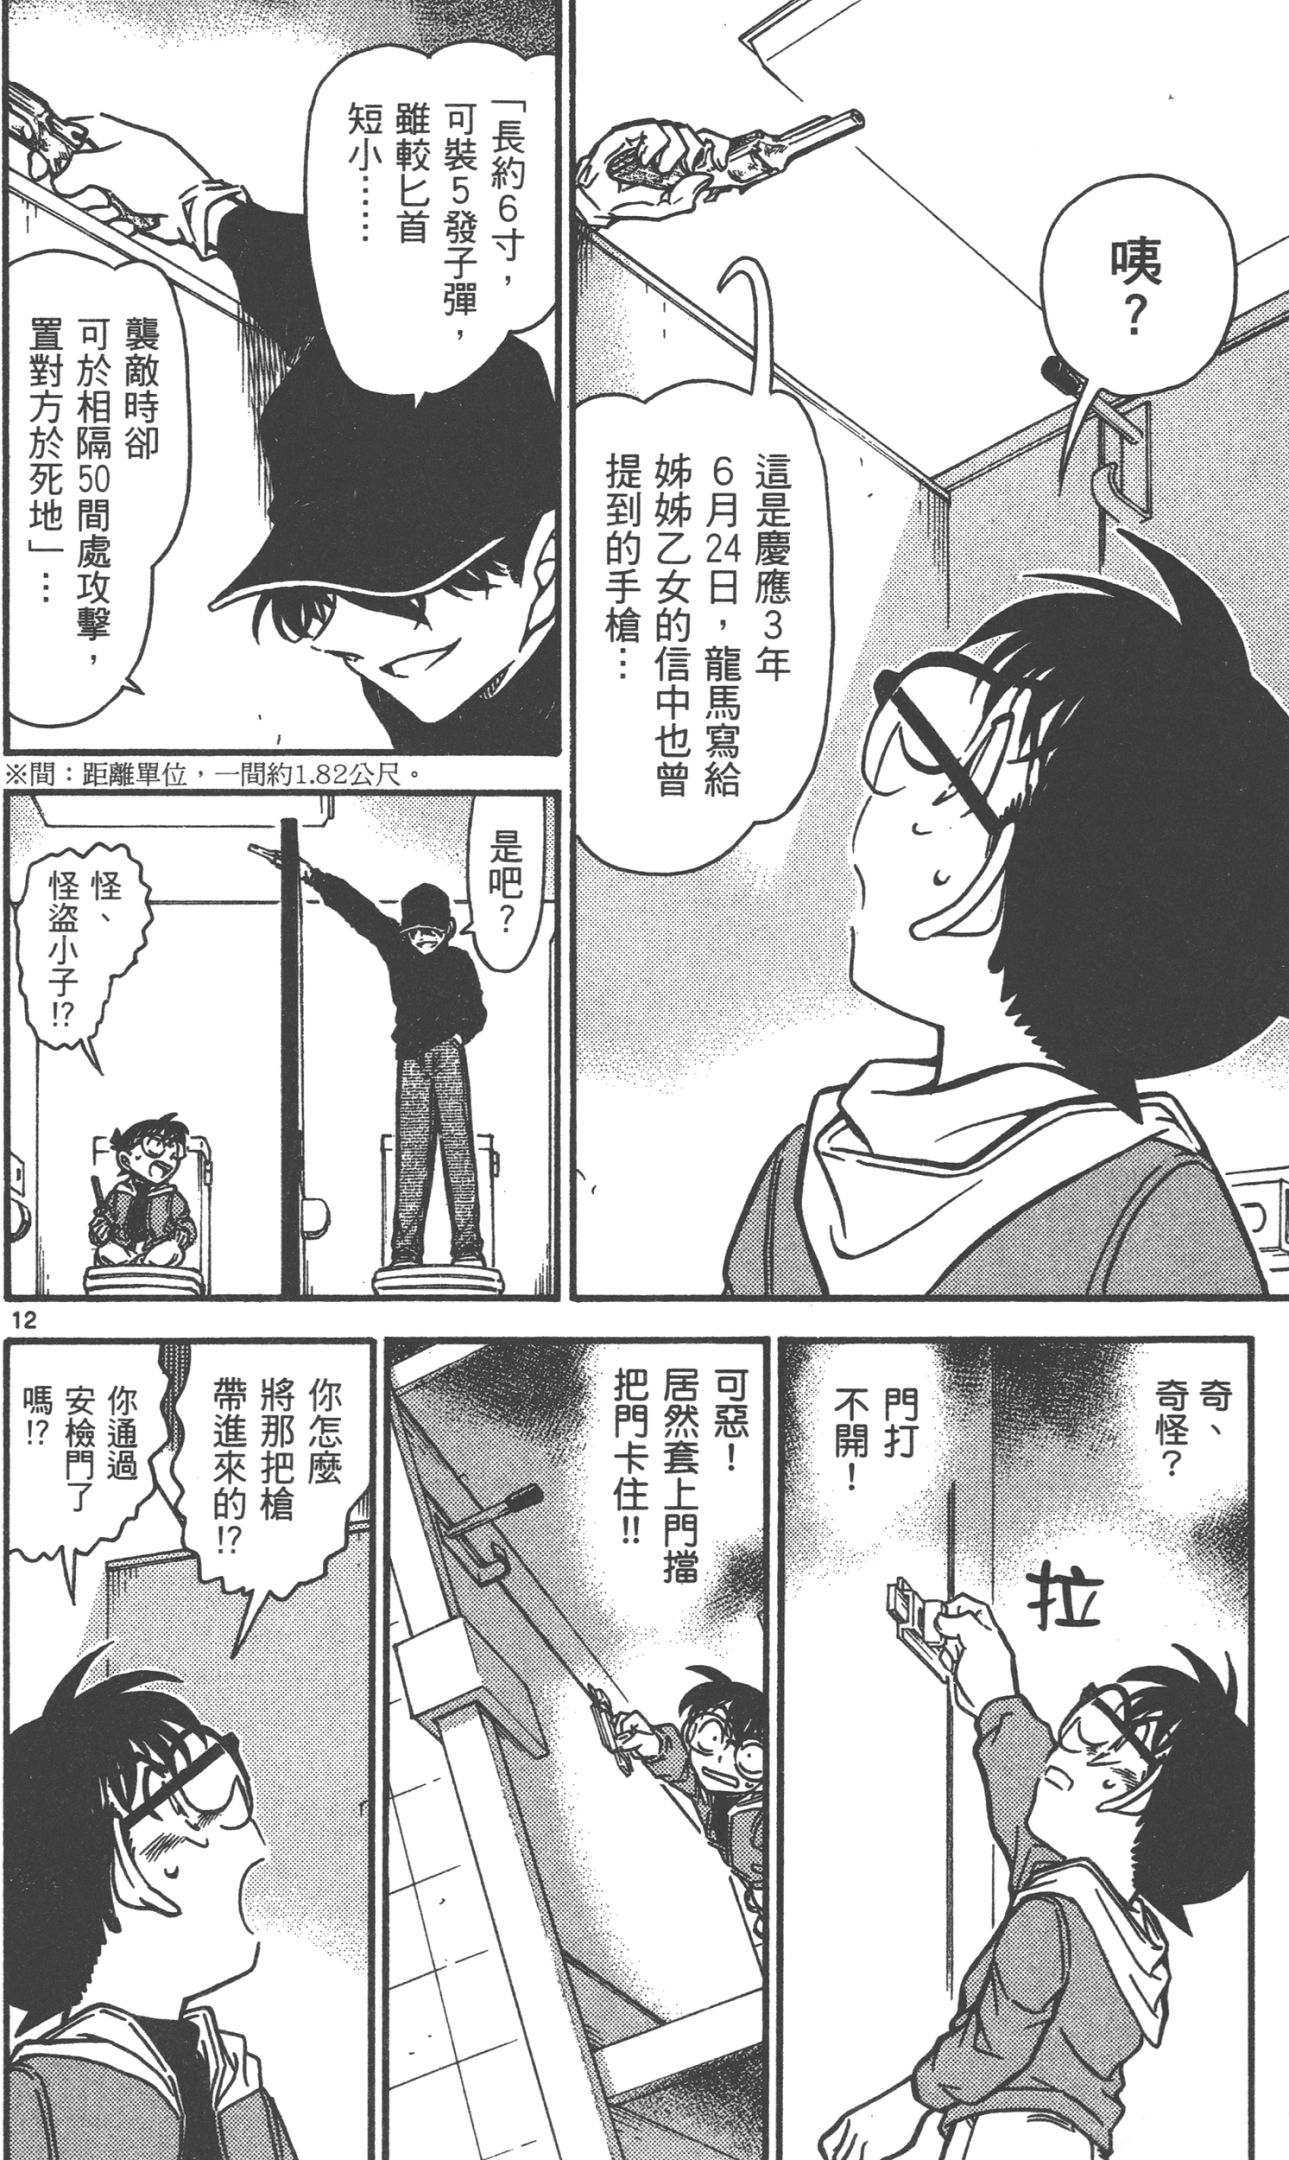 咦？
這是慶應3年
6月24日，龍馬寫給
姊姊乙女的信中也曾
提到的手槍…
「長約6寸，
可裝5發子彈，
雖較匕首
短小……
襲敵時卻
可於相隔50間處攻擊，
置對方於死地」…
※間：距離單位，一間約1.82公尺。
是吧？
怪、
怪盜小子!?
12
奇、
奇怪？
門打
不開！
拉
可惡！
居然套上門擋
把門卡住!!
你怎麼
將那把槍
帶進來的!?
你通過
安檢門了
嗎!?